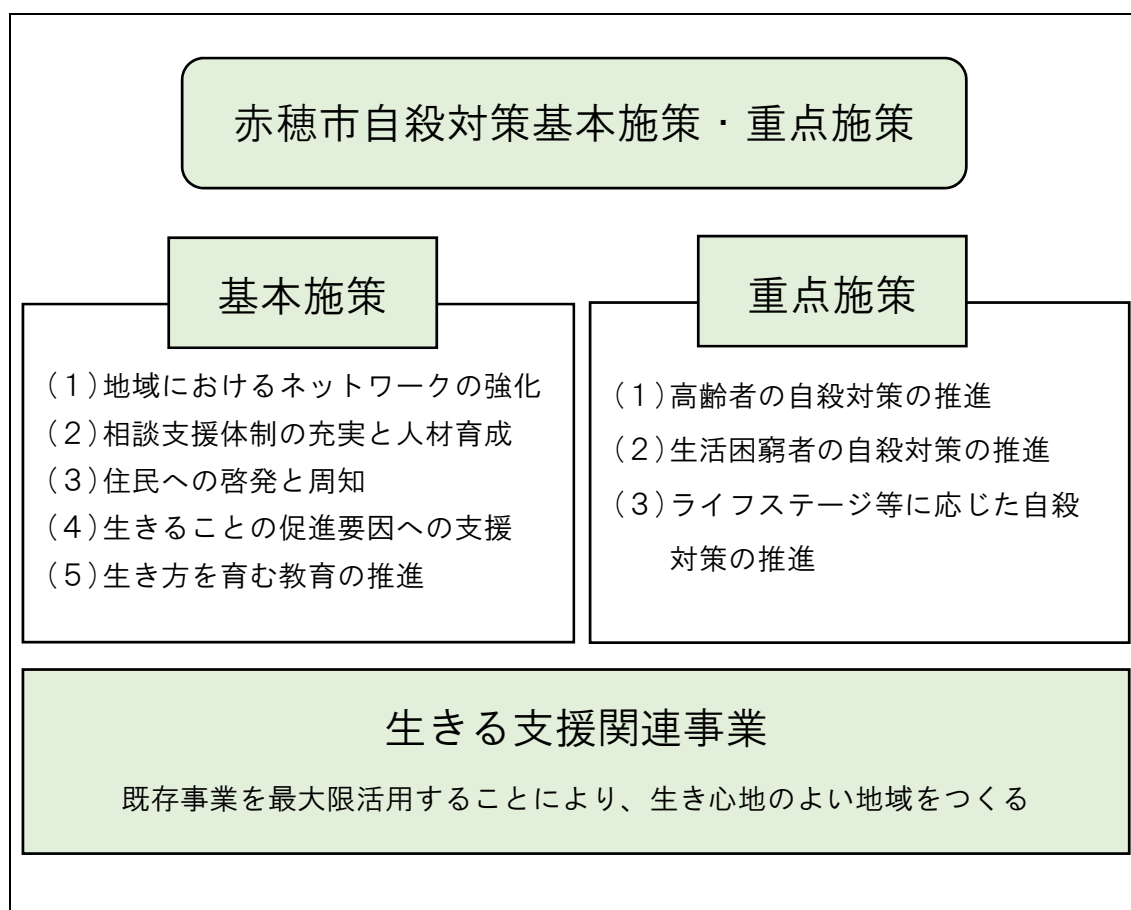 赤穂市自殺対策基本施策・重点施策
基本施策
(1)地域におけるネットワークの強化
(2)相談支援体制の充実と人材育成
(3)住民への啓発と周知
(4)生きることの促進要因への支援
(5)生き方を育む教育の推進
重点施策
(1)高齢者の自殺対策の推進
(2)生活困窮者の自殺対策の推進
(3)ライフステージ等に応じた自殺
対策の推進
生きる支援関連事業
既存事業を最大限活用することにより、生き心地のよい地域をつくる